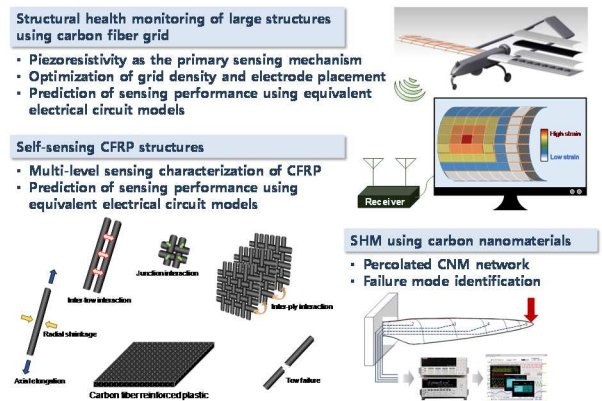 Structural health monitoring of large structures
using carbon fiber grid
▪ Piezoresistivity as the primary sensing mechanism
▪ Optimization of grid density and electrode placement
▪ Prediction of sensing performance using equivalent
electrical circuit models
High strain
Low strain
Receiver
Self-sensing CFRP structures
▪ Multi-level sensing characterization of CFRP
▪ Prediction of sensing performance using
equivalent electrical circuit models
Junction interaction
Inter-tow interaction
Inter-ply interaction
Radial shrintage
Axial elongation
Tow failure
Carbon fiber reinforced plastic
SHM using carbon nanomaterials
▪ Percolated CNM network
▪ Failure mode identification